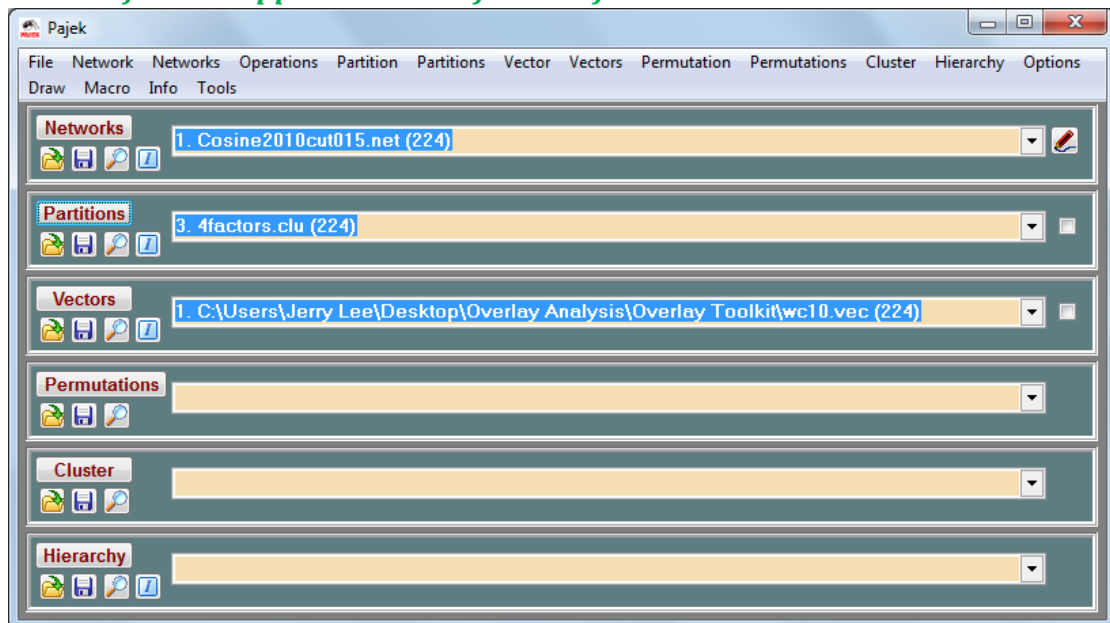 Pajek
File Network Networks Operations Partition Partitions Vector Vectors Permutation Permutations Cluster Hierarchy Options
Draw Macro Info Tools
Networks
1. Cosine2010cut015.net (224)
Partitions
3. 4factors.clu (224)
Vectors
1. C:\Users\Jerry Lee\Desktop\Overlay Analysis\Overlay Toolkit\wc10.vec (224)
Permutations
Cluster
Hierarchy